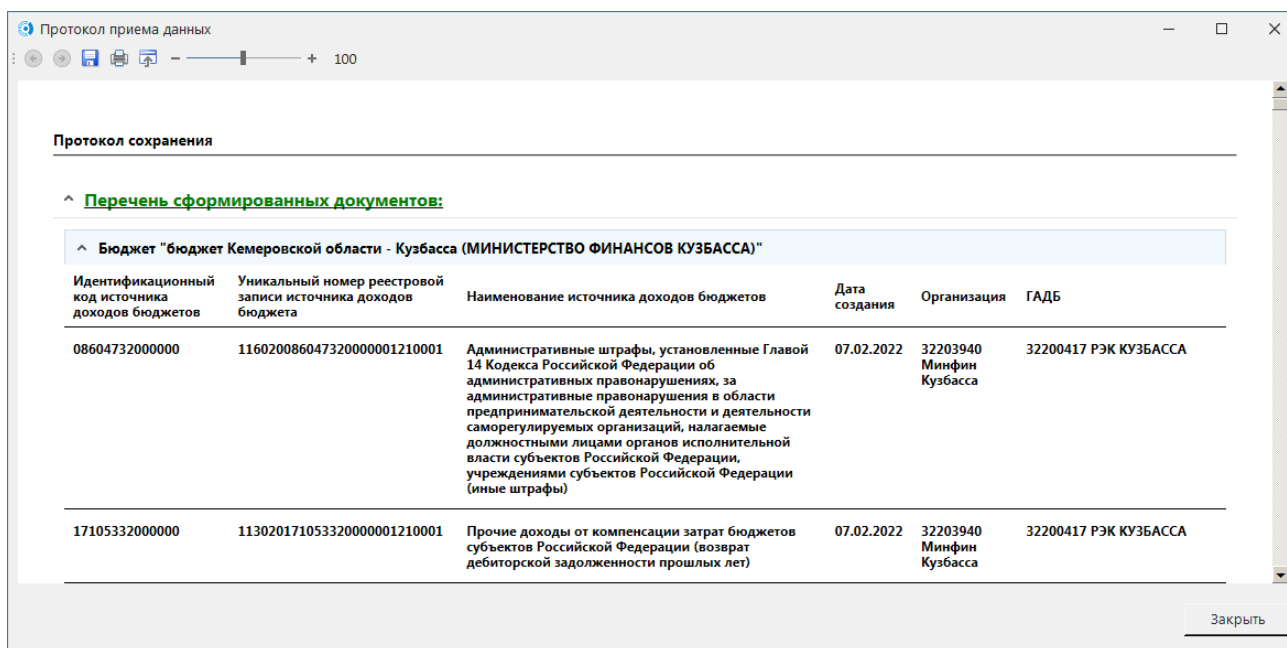 Протокол приема данных
100
Протокол сохранения
Перечень сформированных документов:
Бюджет "бюджет Кемеровской области - Кузбасса (МИНИСТЕРСТВО ФИНАНСОВ КУЗБАССА)"
Идентификационный
код источника
доходов бюджетов
Уникальный номер реестровой
записи источника доходов
бюджета
Наименование источника доходов бюджетов
Дата
создания
Организация
ГАДБ
08604732000000
1160200860473200000012​10001
Административные штрафы, установленные Главой
14 Кодекса Российской Федерации об
административных правонарушениях, за
административные правонарушения в области
предпринимательской деятельности и деятельности
саморегулируемых организаций, налагаемые
должностными лицами органов исполнительной
власти субъектов Российской Федерации,
учреждениями субъектов Российской Федерации
(иные штрафы)
07.02.2022
32203940
Минфин
Кузбасса
32200417 РЭК КУЗБАССА
17105332000000
113020171053320000001210001
Прочие доходы от компенсации затрат бюджетов
субъектов Российской Федерации (возврат
дебиторской задолженности прошлых лет)
07.02.2022
32203940
Минфин
Кузбасса
32200417 РЭК КУЗБАССА
Закрыть